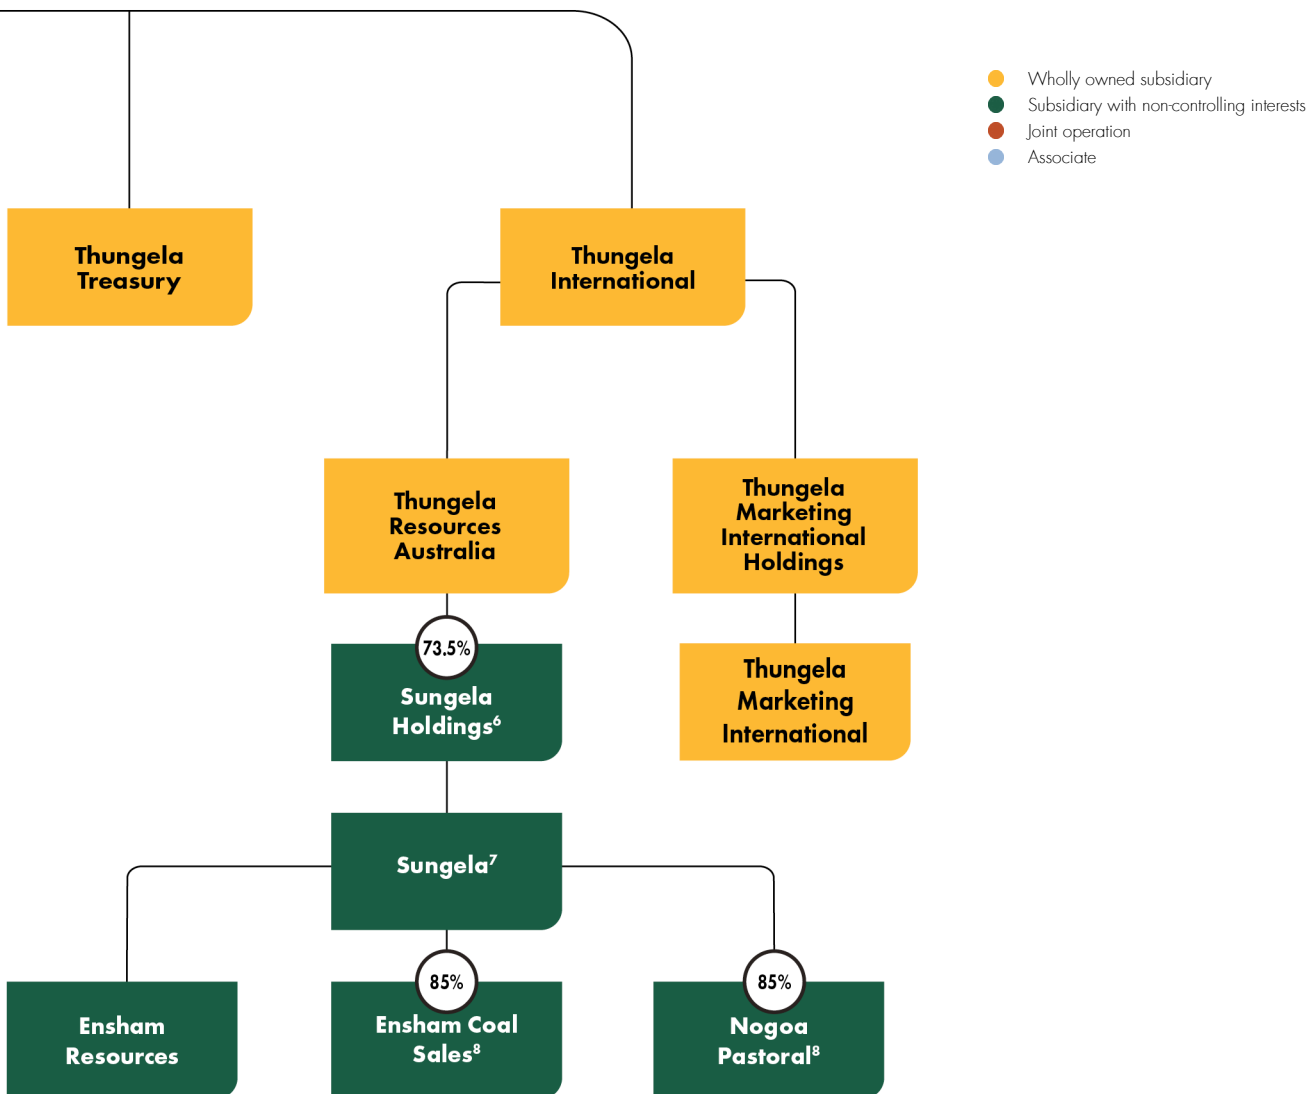 Wholly owned subsidiary
Subsidiary with non-controlling interests
Joint operation
Associate
Thungela
Treasury
Thungela
International
Thungela
Resources
Australia
Thungela
Marketing
International
Holdings
73.5%
Sungela
Holdings⁶
Thungela
Marketing
International
Sungela⁷
Ensham
Resources
85%
Ensham Coal
Sales⁸
85%
Nogoa
Pastoral⁸